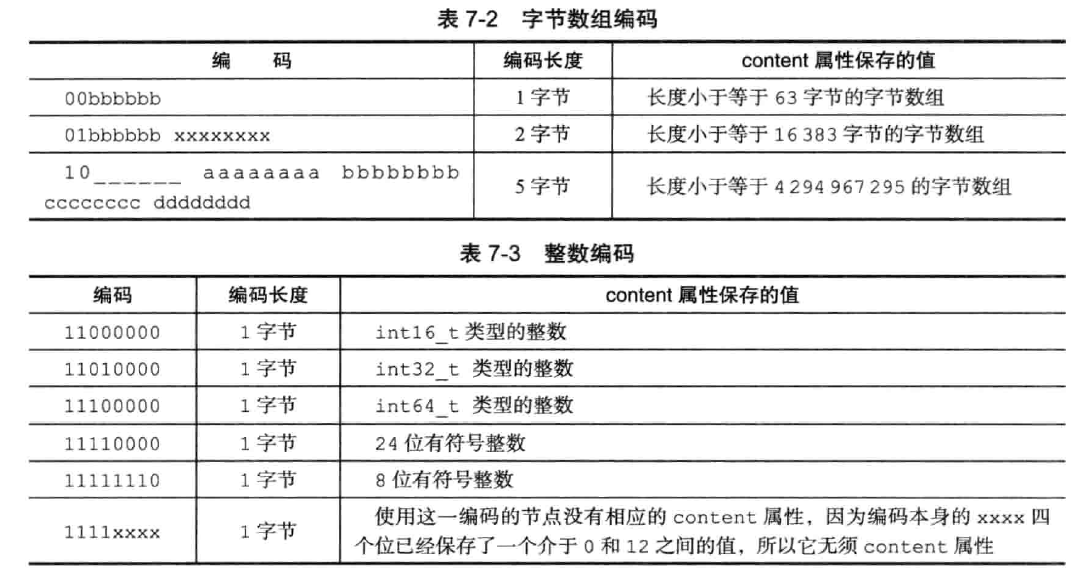 表 7-2 字节数组编码
编 码 编码长度 content 属性保存的值
00bbbbbb 1 字节 长度小于等于 63 字节的字节数组
01bbbbbb xxxxxxxx 2 字节 长度小于等于 16 383 字节的字节数组
10______ aaaaaaaa bbbbbbbb
cccccccc dddddddd 5 字节 长度小于等于 4 294 967 295 的字节数组
表 7-3 整数编码
编码 编码长度 content 属性保存的值
11000000 1 字节 int16_t 类型的整数
11010000 1 字节 int32_t 类型的整数
11100000 1 字节 int64_t 类型的整数
11110000 1 字节 24 位有符号整数
11111110 1 字节 8 位有符号整数
1111xxxx 1 字节 使用这一编码的节点没有相应的 content 属性，因为编码本身的 xxxx 四
个位已经保存了一个介于 0 和 12 之间的值，所以它无须 content 属性